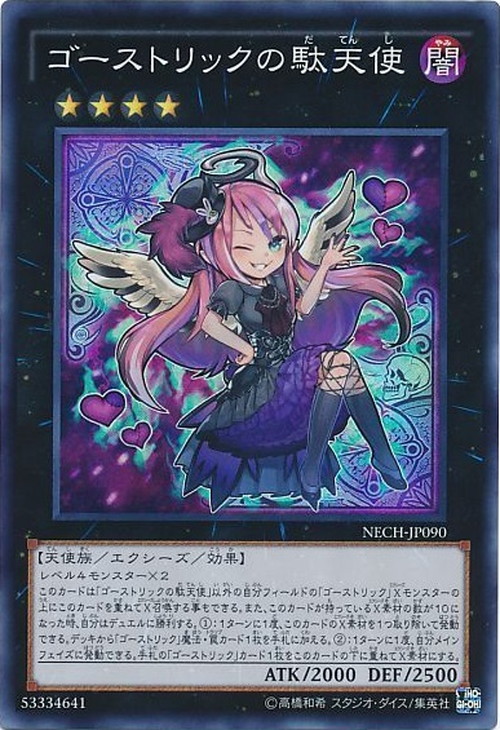 ゴーストリックの駄天使
闇
NECH-JP090
【天使族/エクシーズ/効果】
レベル4モンスター×2
このカードは「ゴーストリックの駄天使」以外の自分フィールドの「ゴーストリック」Xモンスターの
上にこのカードを重ねてX召喚する事もできる。また、このカードが持っているX素材の数が10に
なった時、自分はデュエルに勝利する。①:1ターンに1度、このカードのX素材を1つ取り除いて発動
できる。デッキから「ゴーストリック」魔法・罠カード1枚を手札に加える。②:1ターンに1度、自分メイン
フェイズに発動できる。手札の「ゴーストリック」カード1枚をこのカードの下に重ねてX素材にする。
ATK/2000 DEF/2500
53334641
©高橋和希 スタジオ・ダイス/集英社